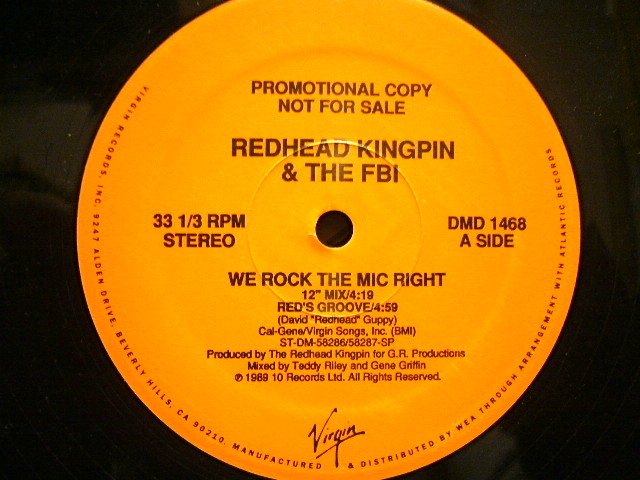 PROMOTIONAL COPY
NOT FOR SALE
REDHEAD KINGPIN
& THE FBI
33 1/3 RPM
STEREO
DMD 1468
A SIDE
WE ROCK THE MIC RIGHT
12" MIX/4:19
RED'S GROOVE/4:59
(David "Redhead" Guppy)
Cal-Gene/Virgin Songs, Inc. (BMI)
ST-DM-58286/58287-SP
Produced by The Redhead Kingpin for G.R. Productions
Mixed by Teddy Riley and Gene Griffin
℗ 1989 10 Records Ltd. All Rights Reserved.
Virgin
VIRGIN RECORDS, INC. 9247 ALDEN DRIVE, BEVERLY HILLS, CA 90210. MANUFACTURED & DISTRIBUTED BY WEA THROUGH ARRANGEMENT WITH ATLANTIC RECORDS